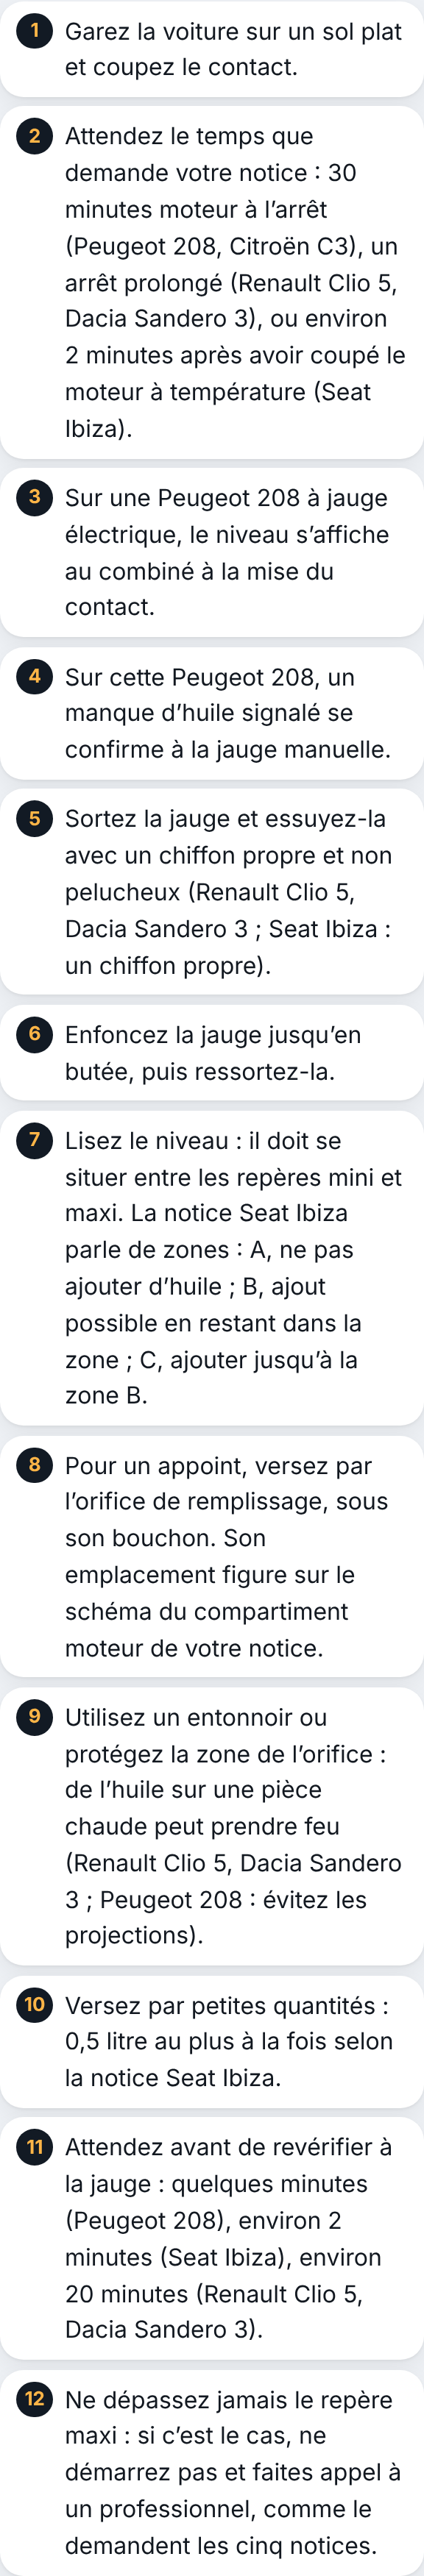 1 Garez la voiture sur un sol plat
et coupez le contact.
2 Attendez le temps que
demande votre notice : 30
minutes moteur à l’arrêt
(Peugeot 208, Citroën C3), un
arrêt prolongé (Renault Clio 5,
Dacia Sandero 3), ou environ
2 minutes après avoir coupé le
moteur à température (Seat
Ibiza).
3 Sur une Peugeot 208 à jauge
électrique, le niveau s’affiche
au combiné à la mise du
contact.
4 Sur cette Peugeot 208, un
manque d’huile signalé se
confirme à la jauge manuelle.
5 Sortez la jauge et essuyez-la
avec un chiffon propre et non
pelucheux (Renault Clio 5,
Dacia Sandero 3 ; Seat Ibiza :
un chiffon propre).
6 Enfoncez la jauge jusqu’en
butée, puis ressortez-la.
7 Lisez le niveau : il doit se
situer entre les repères mini et
maxi. La notice Seat Ibiza
parle de zones : A, ne pas
ajouter d’huile ; B, ajout
possible en restant dans la
zone ; C, ajouter jusqu’à la
zone B.
8 Pour un appoint, versez par
l’orifice de remplissage, sous
son bouchon. Son
emplacement figure sur le
schéma du compartiment
moteur de votre notice.
9 Utilisez un entonnoir ou
protégez la zone de l’orifice :
de l’huile sur une pièce
chaude peut prendre feu
(Renault Clio 5, Dacia Sandero
3 ; Peugeot 208 : évitez les
projections).
10 Versez par petites quantités :
0,5 litre au plus à la fois selon
la notice Seat Ibiza.
11 Attendez avant de revérifier à
la jauge : quelques minutes
(Peugeot 208), environ 2
minutes (Seat Ibiza), environ
20 minutes (Renault Clio 5,
Dacia Sandero 3).
12 Ne dépassez jamais le repère
maxi : si c’est le cas, ne
démarrez pas et faites appel à
un professionnel, comme le
demandent les cinq notices.